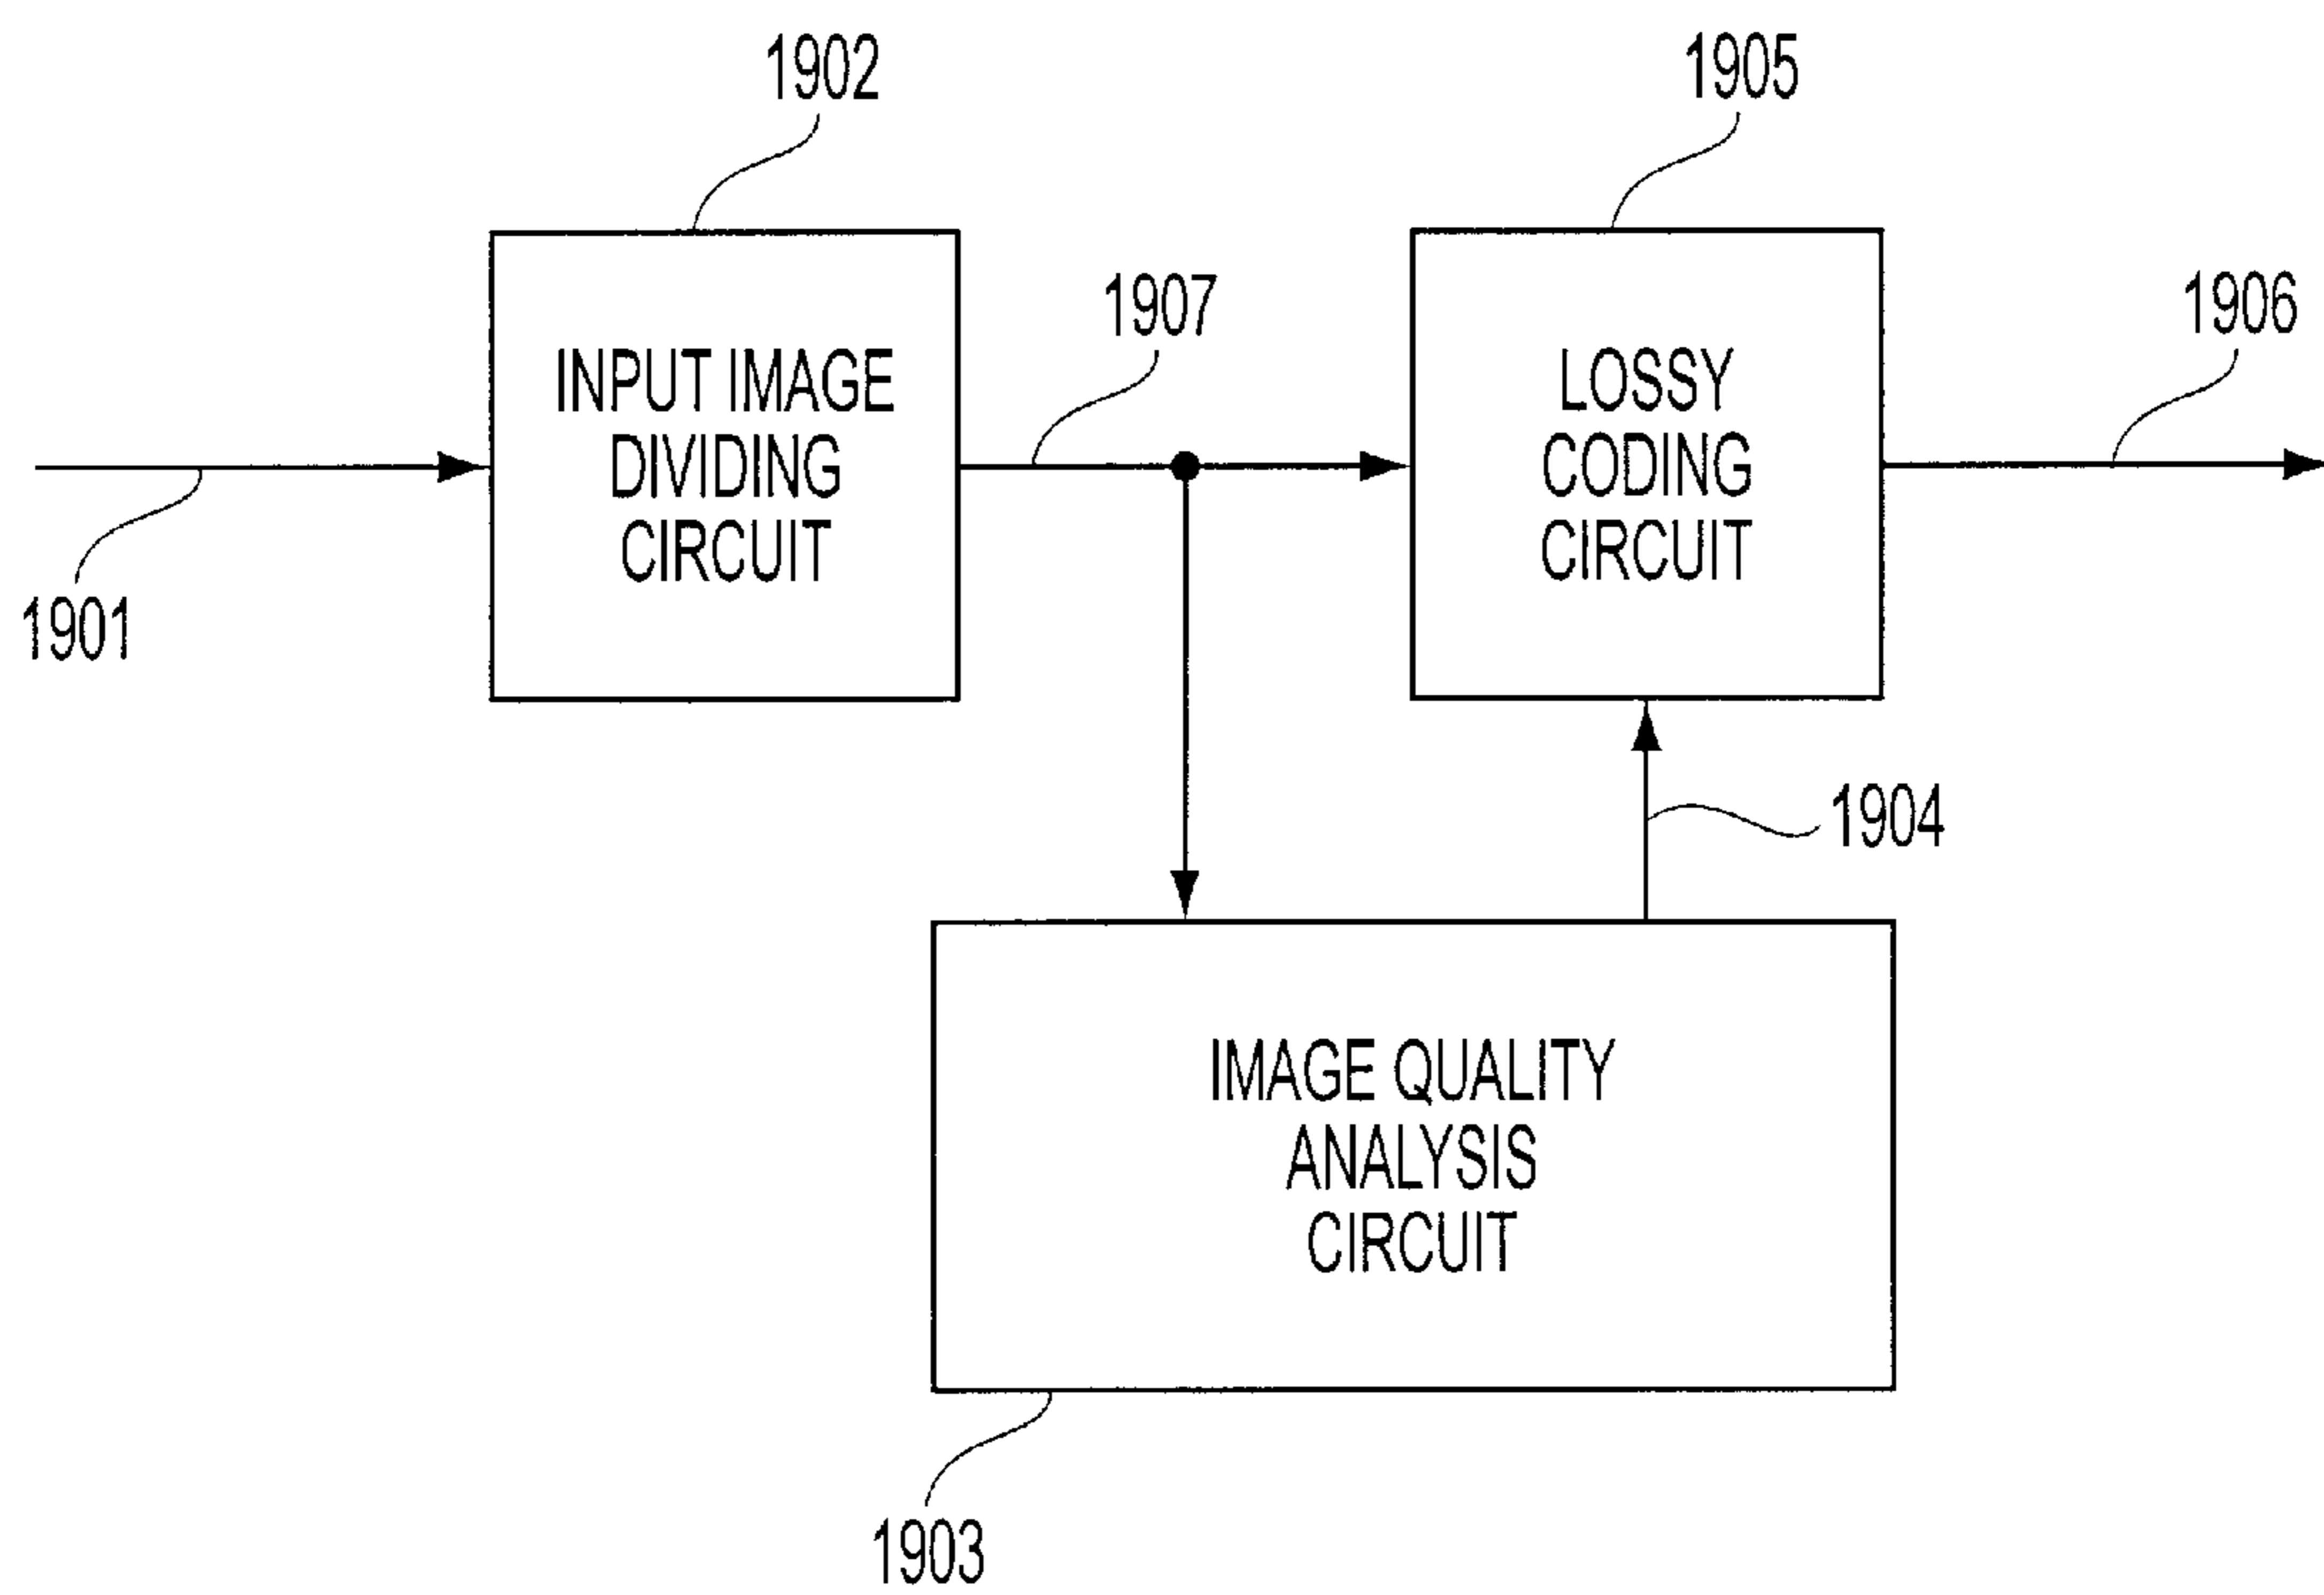 1902
1905
1907
1906
INPUT IMAGE
DIVIDING
CIRCUIT
LOSSY
CODING
CIRCUIT
1901
1904
IMAGE QUALITY
ANALYSIS
CIRCUIT
1903